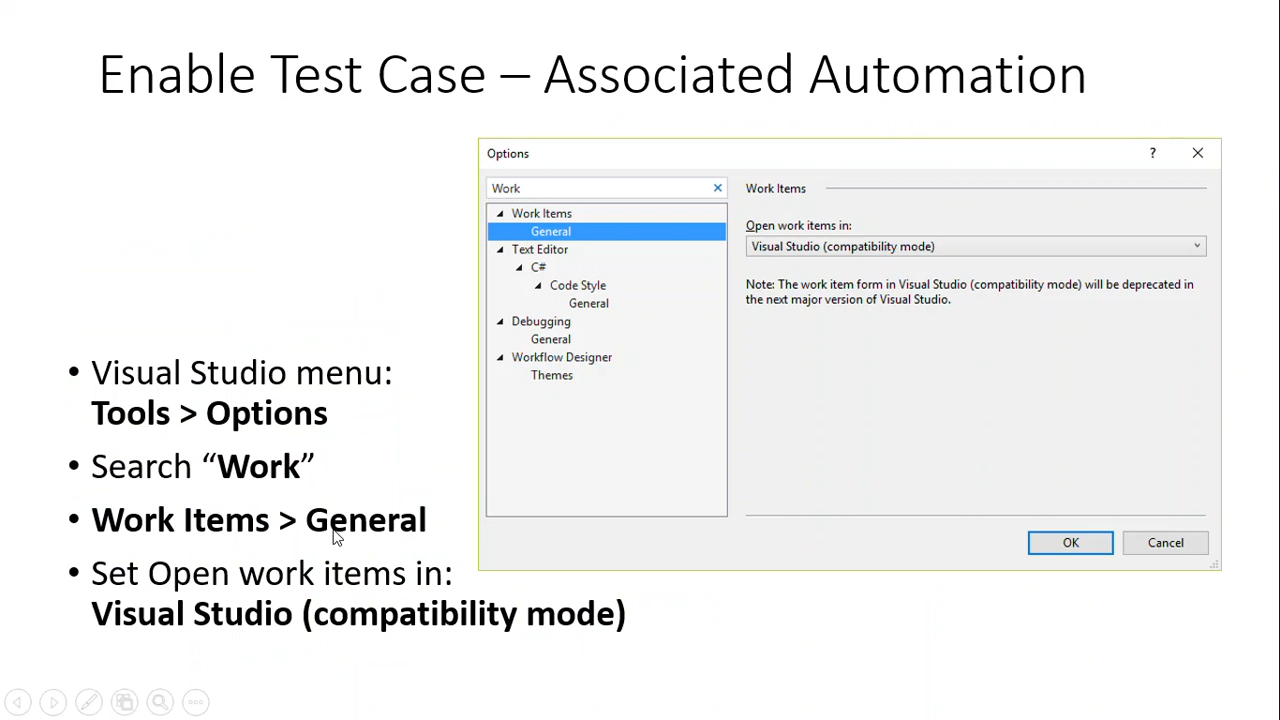 Enable Test Case – Associated Automation
• Visual Studio menu:
Tools > Options
• Search “Work”
• Work Items > General
• Set Open work items in:
Visual Studio (compatibility mode)
Options
?
Work
Work Items
General
Text Editor
C#
Code Style
General
Debugging
General
Workflow Designer
Themes
Work Items
Open work items in:
Visual Studio (compatibility mode)
Note: The work item form in Visual Studio (compatibility mode) will be deprecated in
the next major version of Visual Studio.
OK
Cancel